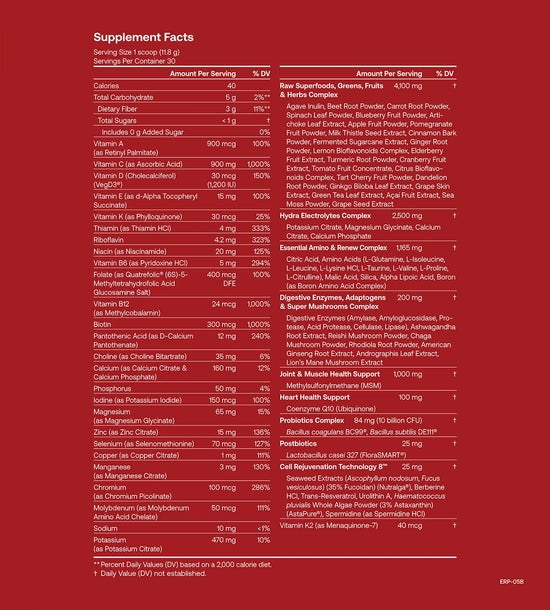 Supplement Facts
Serving Size 1 scoop (11.8 g)
Servings Per Container 30
Amount Per Serving % DV
Calories 40
Total Carbohydrate 5 g 2%**
Dietary Fiber 3 g 11%**
Total Sugars <1 g †
Includes 0 g Added Sugar 0%
Vitamin A 900 mcg 100%
(as Retinyl Palmitate)
Vitamin C (as Ascorbic Acid) 900 mg 1,000%
Vitamin D (Cholecalciferol) 30 mcg 150%
(VegD3®) (1,200 IU)
Vitamin E (as d-Alpha Tocopheryl 15 mg 100%
Succinate)
Vitamin K (as Phylloquinone) 30 mcg 25%
Thiamin (as Thiamin HCl) 4 mg 333%
Riboflavin 4.2 mg 323%
Niacin (as Niacinamide) 20 mg 125%
Vitamin B6 (as Pyridoxine HCl) 5 mg 294%
Folate (as Quatrefolic® (6S)-5- 400 mcg 100%
Methyltetrahydrofolic Acid DFE
Glucosamine Salt)
Vitamin B12 24 mcg 1,000%
(as Methylcobalamin)
Biotin 300 mcg 1,000%
Pantothenic Acid (as D-Calcium 12 mg 240%
Pantothenate)
Choline (as Choline Bitartrate) 35 mg 6%
Calcium (as Calcium Citrate & 160 mg 12%
Calcium Phosphate)
Phosphorus 50 mg 4%
Iodine (as Potassium Iodide) 150 mcg 100%
Magnesium 65 mg 15%
(as Magnesium Glycinate)
Zinc (as Zinc Citrate) 15 mg 136%
Selenium (as Selenomethionine) 70 mcg 127%
Copper (as Copper Citrate) 1 mg 111%
Manganese 3 mg 130%
(as Manganese Citrate)
Chromium 100 mcg 286%
(as Chromium Picolinate)
Molybdenum (as Molybdenum 50 mcg 111%
Amino Acid Chelate)
Sodium 10 mg <1%
Potassium 470 mg 10%
(as Potassium Citrate)
**Percent Daily Values (DV) based on a 2,000 calorie diet.
† Daily Value (DV) not established.
Amount Per Serving % DV
Raw Superfoods, Greens, Fruits 4,100 mg †
& Herbs Complex
Agave Inulin, Beet Root Powder, Carrot Root Powder,
Spinach Leaf Powder, Blueberry Fruit Powder, Arti-
choke Leaf Extract, Apple Fruit Powder, Pomegranate
Fruit Powder, Milk Thistle Seed Extract, Cinnamon Bark
Powder, Fermented Sugarcane Extract, Ginger Root
Powder, Lemon Bioflavonoids Complex, Elderberry
Fruit Extract, Turmeric Root Powder, Cranberry Fruit
Extract, Tomato Fruit Concentrate, Citrus Bioflavo-
noids Complex, Tart Cherry Fruit Powder, Dandelion
Root Powder, Ginkgo Biloba Leaf Extract, Grape Skin
Extract, Green Tea Leaf Extract, Açai Fruit Extract, Sea
Moss Powder, Grape Seed Extract
Hydra Electrolytes Complex 2,500 mg †
Potassium Citrate, Magnesium Glycinate, Calcium
Citrate, Calcium Phosphate
Essential Amino & Renew Complex 1,165 mg †
Citric Acid, Amino Acids (L-Glutamine, L-Isoleucine,
L-Leucine, L-Lysine HCl, L-Taurine, L-Valine, L-Proline,
L-Citrulline), Malic Acid, Silica, Alpha Lipoic Acid, Boron
(as Boron Amino Acid Complex)
Digestive Enzymes, Adaptogens 200 mg †
& Super Mushrooms Complex
Digestive Enzymes (Amylase, Amyloglucosidase, Pro-
tease, Acid Protease, Cellulase, Lipase), Ashwagandha
Root Extract, Reishi Mushroom Powder, Chaga
Mushroom Powder, Rhodiola Root Powder, American
Ginseng Root Extract, Andrographis Leaf Extract,
Lion's Mane Mushroom Extract
Joint & Muscle Health Support 1,000 mg †
Methylsulfonylmethane (MSM)
Heart Health Support 100 mg †
Coenzyme Q10 (Ubiquinone)
Probiotics Complex 84 mg (10 billion CFU) †
Bacillus coagulans BC99®, Bacillus subtilis DE111®
Postbiotics 25 mg †
Lactobacillus casei 327 (FloraSMART®)
Cell Rejuvenation Technology 8™ 25 mg †
Seaweed Extracts (Ascophyllum nodosum, Fucus
vesiculosus) (35% Fucoidan) (Nutralga®), Berberine
HCl, Trans-Resveratrol, Urolithin A, Haematococcus
pluvialis Whole Algae Powder (3% Astaxanthin)
(AstaPure®), Spermidine (as Spermidine HCl)
Vitamin K2 (as Menaquinone-7) 40 mcg †
ERP-05B